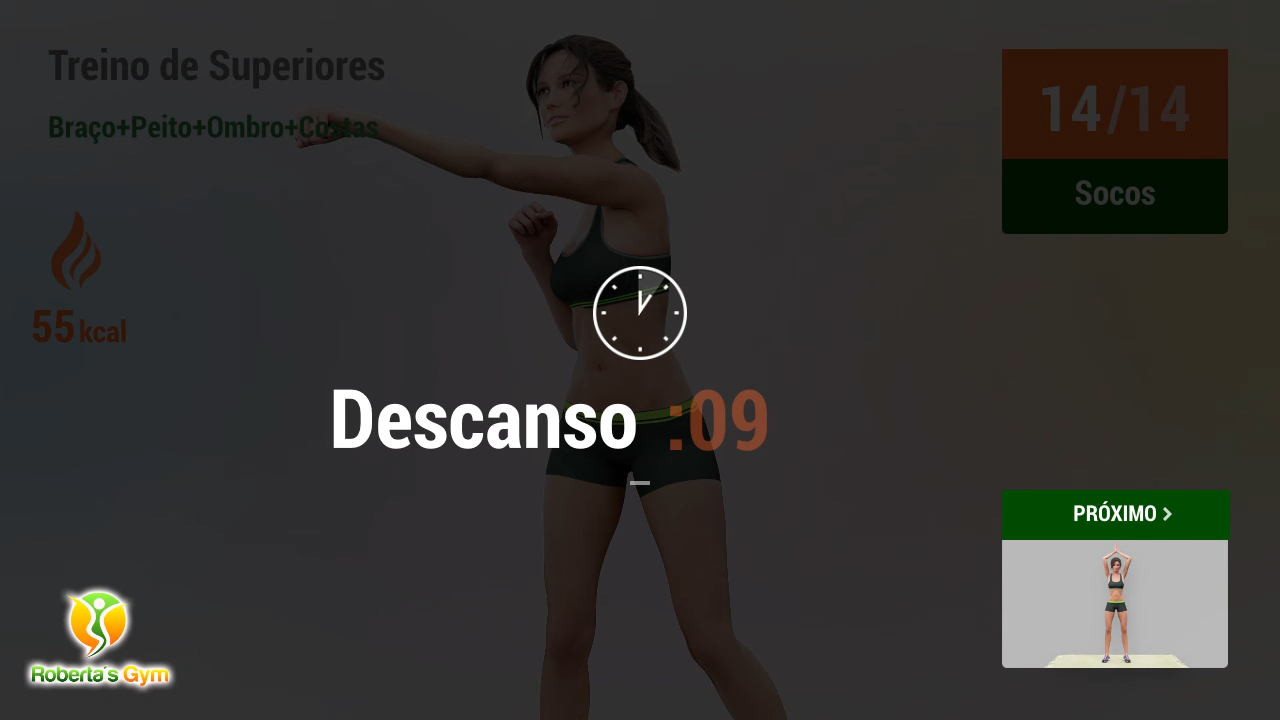 Treino de Superiores
Braço+Peito+Ombro+Costas
14/14
Socos
55 kcal
Descanso :09
PRÓXIMO >
Roberta´s Gym